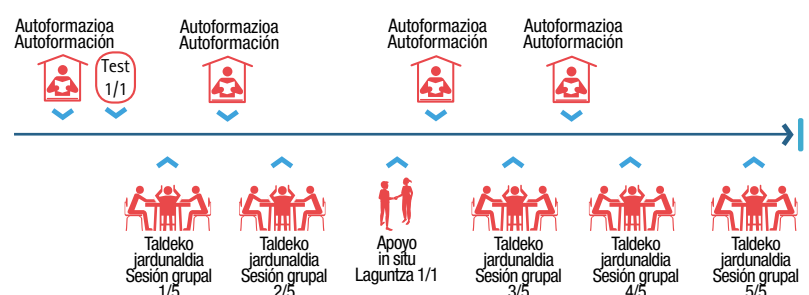 Autoformazioa
Autoformación
Test
1/1
Autoformazioa
Autoformación
Autoformazioa
Autoformación
Autoformazioa
Autoformación
Taldeko
jardunaldia
Sesión grupal
1/5
Taldeko
jardunaldia
Sesión grupal
2/5
Apoyo
in situ
Laguntza 1/1
Taldeko
jardunaldia
Sesión grupal
3/5
Taldeko
jardunaldia
Sesión grupal
4/5
Taldeko
jardunaldia
Sesión grupal
5/5